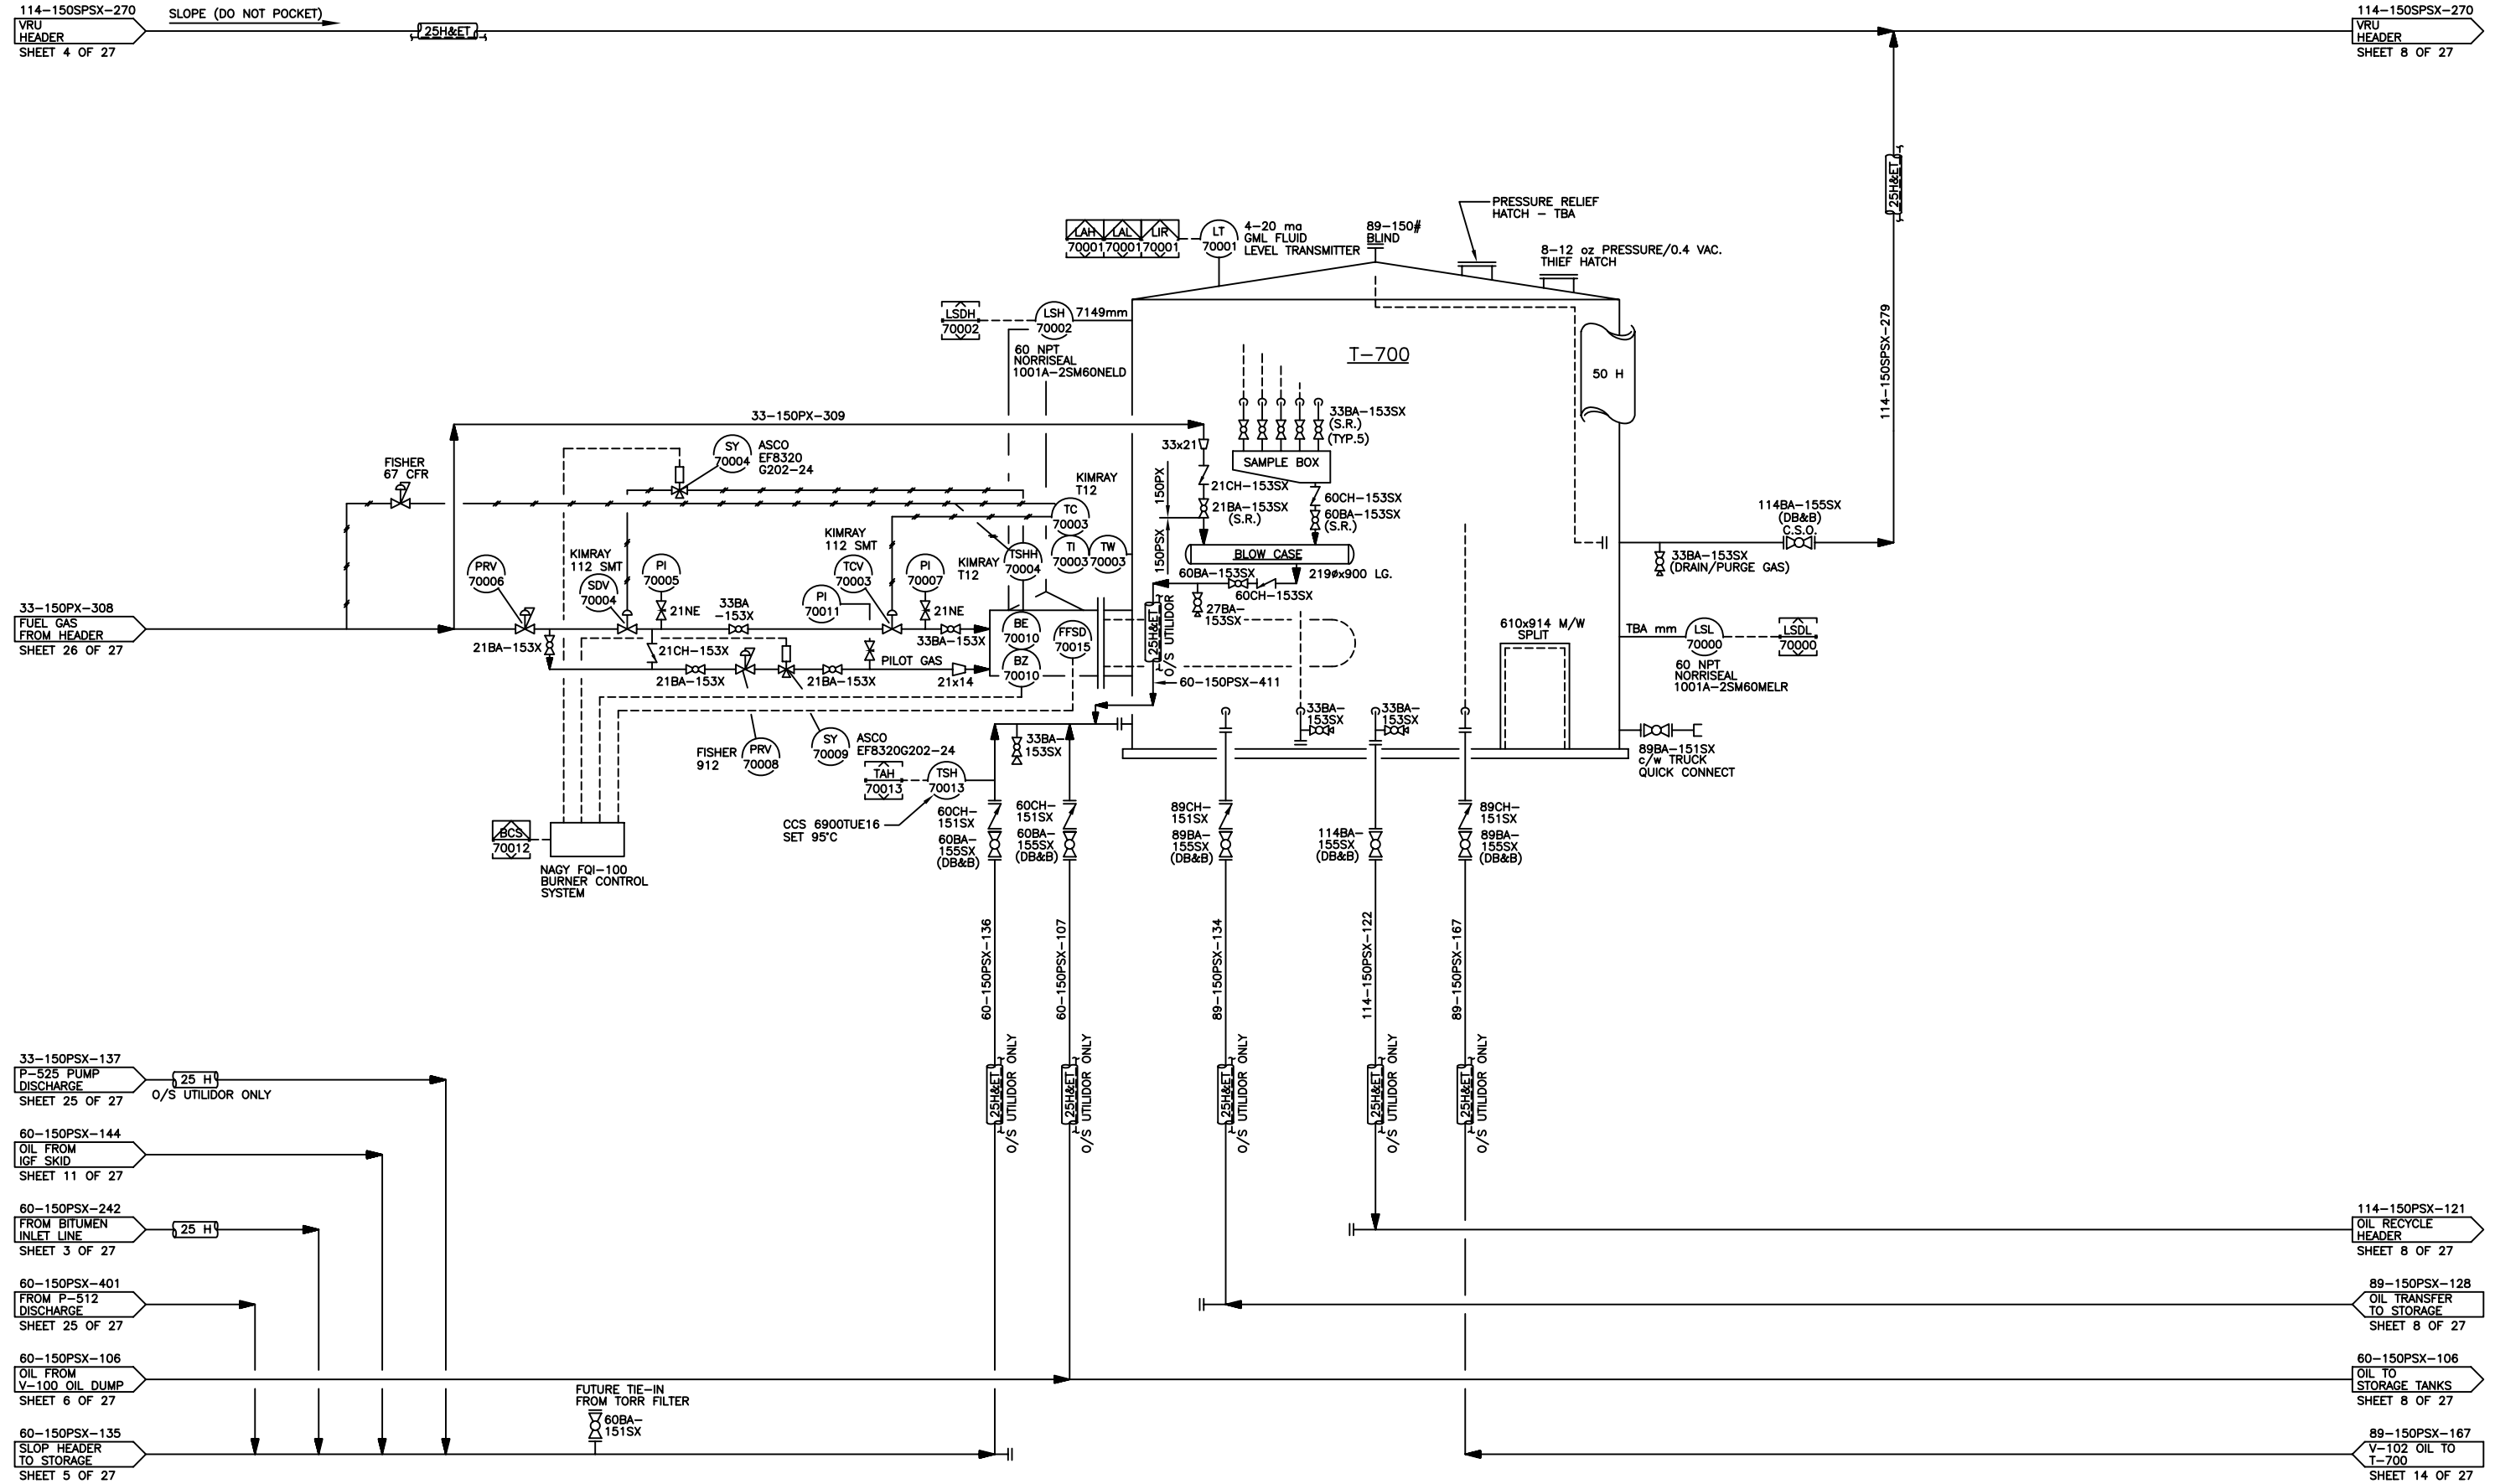 114-150SPSX-270
VRU
HEADER
SHEET 4 OF 27
SLOPE (DO NOT POCKET)
25H&ET
114-150SPSX-270
VRU
HEADER
SHEET 8 OF 27
25H&ET
114-150SPSX-279
LAH
70001
LAL
70001
LIR
70001
LT
70001
4-20 ma
GML FLUID
LEVEL TRANSMITTER
89-150#
BLIND
PRESSURE RELIEF
HATCH - TBA
8-12 oz PRESSURE/0.4 VAC.
THIEF HATCH
LSDH
70002
LSH
70002
7149mm
60 NPT
NORRISEAL
1001A-2SM60NELD
T-700
50 H
33-150PX-309
33BA-153SX
(S.R.)
(TYP.5)
33x21
SAMPLE BOX
FISHER
67 CFR
SY
70004
ASCO
EF8320
G202-24
KIMRAY
T12
150PX
21CH-153SX
21BA-153SX
(S.R.)
60CH-153SX
60BA-153SX
(S.R.)
150PSX
BLOW CASE
219øx900 LG.
TC
70003
TI
70003
TW
70003
KIMRAY
T12
TSHH
70004
60BA-153SX
60CH-153SX
27BA-
153SX
114BA-155SX
(DB&B)
C.S.O.
33BA-153SX
(DRAIN/PURGE GAS)
PRV
70006
KIMRAY
112 SMT
SDV
70004
PI
70005
21NE
33BA
-153X
KIMRAY
112 SMT
TCV
70003
PI
70011
PI
70007
21NE
33BA-153X
33-150PX-308
FUEL GAS
FROM HEADER
SHEET 26 OF 27
21BA-153X
21CH-153X
21BA-153X
21BA-153X
PILOT GAS
21x14
BE
70010
BZ
70010
FFSD
70015
25H&ET
O/S UTILIDOR
60-150PSX-411
610x914 M/W
SPLIT
TBA mm
LSL
70000
LSDL
70000
60 NPT
NORRISEAL
1001A-2SM60MELR
89BA-151SX
c/w TRUCK
QUICK CONNECT
33BA-
153SX
33BA-
153SX
33BA-
153SX
FISHER
912
PRV
70008
SY
70009
ASCO
EF8320G202-24
TAH
70013
TSH
70013
CCS 6900TUE16
SET 95°C
BCS
70012
NAGY FQI-100
BURNER CONTROL
SYSTEM
60CH-
151SX
60BA-
155SX
(DB&B)
60CH-
151SX
60BA-
155SX
(DB&B)
89CH-
151SX
89BA-
155SX
(DB&B)
114BA-
155SX
(DB&B)
89CH-
151SX
89BA-
155SX
(DB&B)
60-150PSX-136
60-150PSX-107
89-150PSX-134
114-150PSX-122
89-150PSX-167
25H&ET
O/S UTILIDOR ONLY
25H&ET
O/S UTILIDOR ONLY
25H&ET
O/S UTILIDOR ONLY
25H&ET
O/S UTILIDOR ONLY
25H&ET
O/S UTILIDOR ONLY
33-150PSX-137
P-525 PUMP
DISCHARGE
SHEET 25 OF 27
25 H
O/S UTILIDOR ONLY
60-150PSX-144
OIL FROM
IGF SKID
SHEET 11 OF 27
60-150PSX-242
FROM BITUMEN
INLET LINE
SHEET 3 OF 27
25 H
60-150PSX-401
FROM P-512
DISCHARGE
SHEET 25 OF 27
60-150PSX-106
OIL FROM
V-100 OIL DUMP
SHEET 6 OF 27
60-150PSX-135
SLOP HEADER
TO STORAGE
SHEET 5 OF 27
FUTURE TIE-IN
FROM TORR FILTER
60BA-
151SX
114-150PSX-121
OIL RECYCLE
HEADER
SHEET 8 OF 27
89-150PSX-128
OIL TRANSFER
TO STORAGE
SHEET 8 OF 27
60-150PSX-106
OIL TO
STORAGE TANKS
SHEET 8 OF 27
89-150PSX-167
V-102 OIL TO
T-700
SHEET 14 OF 27